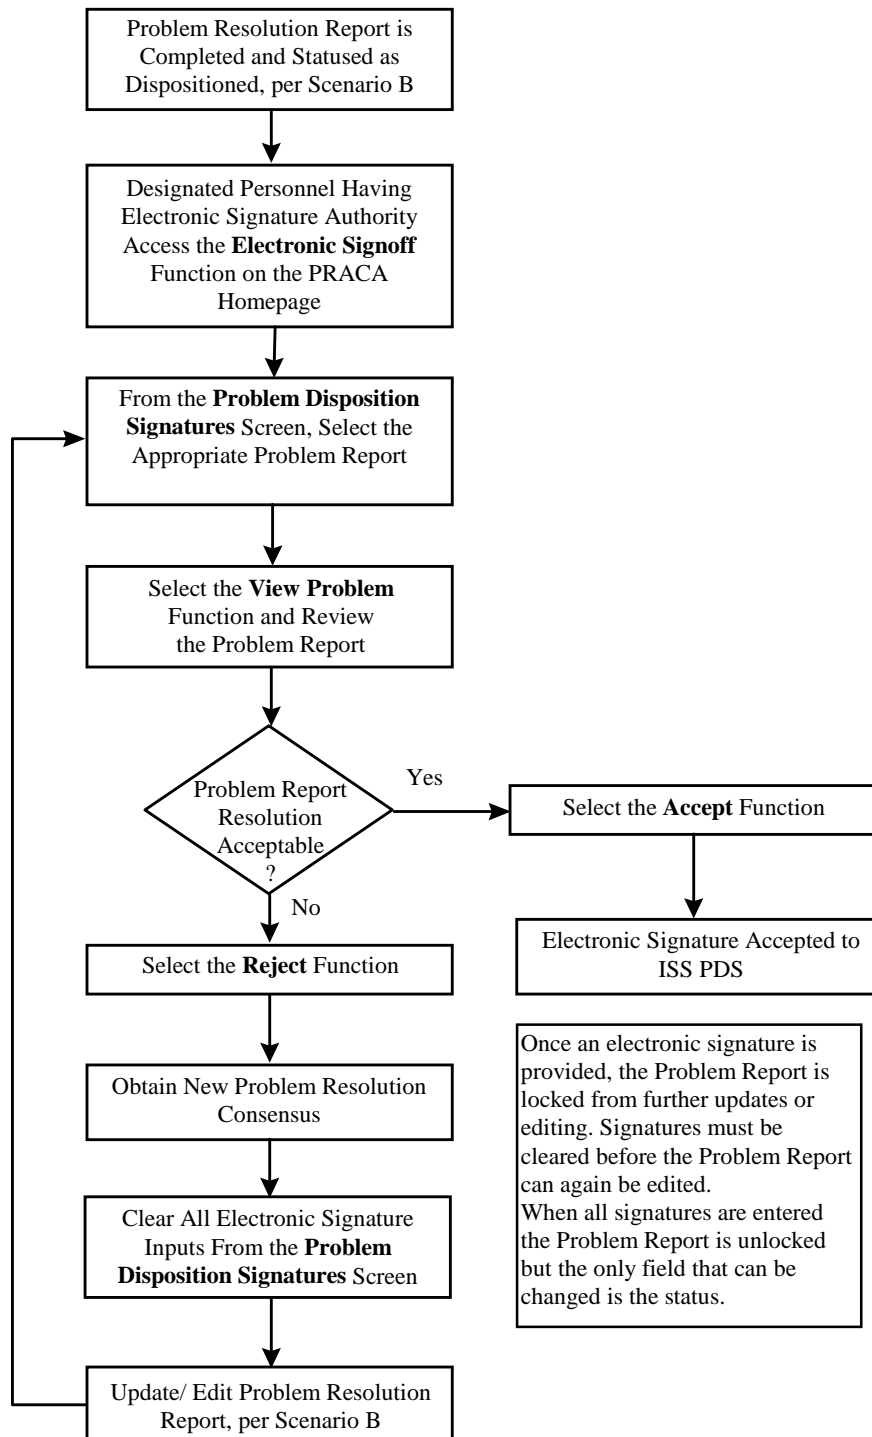 Problem Resolution Report is
Completed and Statused as
Dispositioned, per Scenario B
Designated Personnel Having
Electronic Signature Authority
Access the Electronic Signoff
Function on the PRACA
Homepage
From the Problem Disposition
Signatures Screen, Select the
Appropriate Problem Report
Select the View Problem
Function and Review
the Problem Report
Problem Report
Resolution
Acceptable
?
Yes
Select the Accept Function
Electronic Signature Accepted to
ISS PDS
No
Select the Reject Function
Obtain New Problem Resolution
Consensus
Clear All Electronic Signature
Inputs From the Problem
Disposition Signatures Screen
Update/ Edit Problem Resolution
Report, per Scenario B
Once an electronic signature is
provided, the Problem Report is
locked from further updates or
editing. Signatures must be
cleared before the Problem Report
can again be edited.
When all signatures are entered
the Problem Report is unlocked
but the only field that can be
changed is the status.